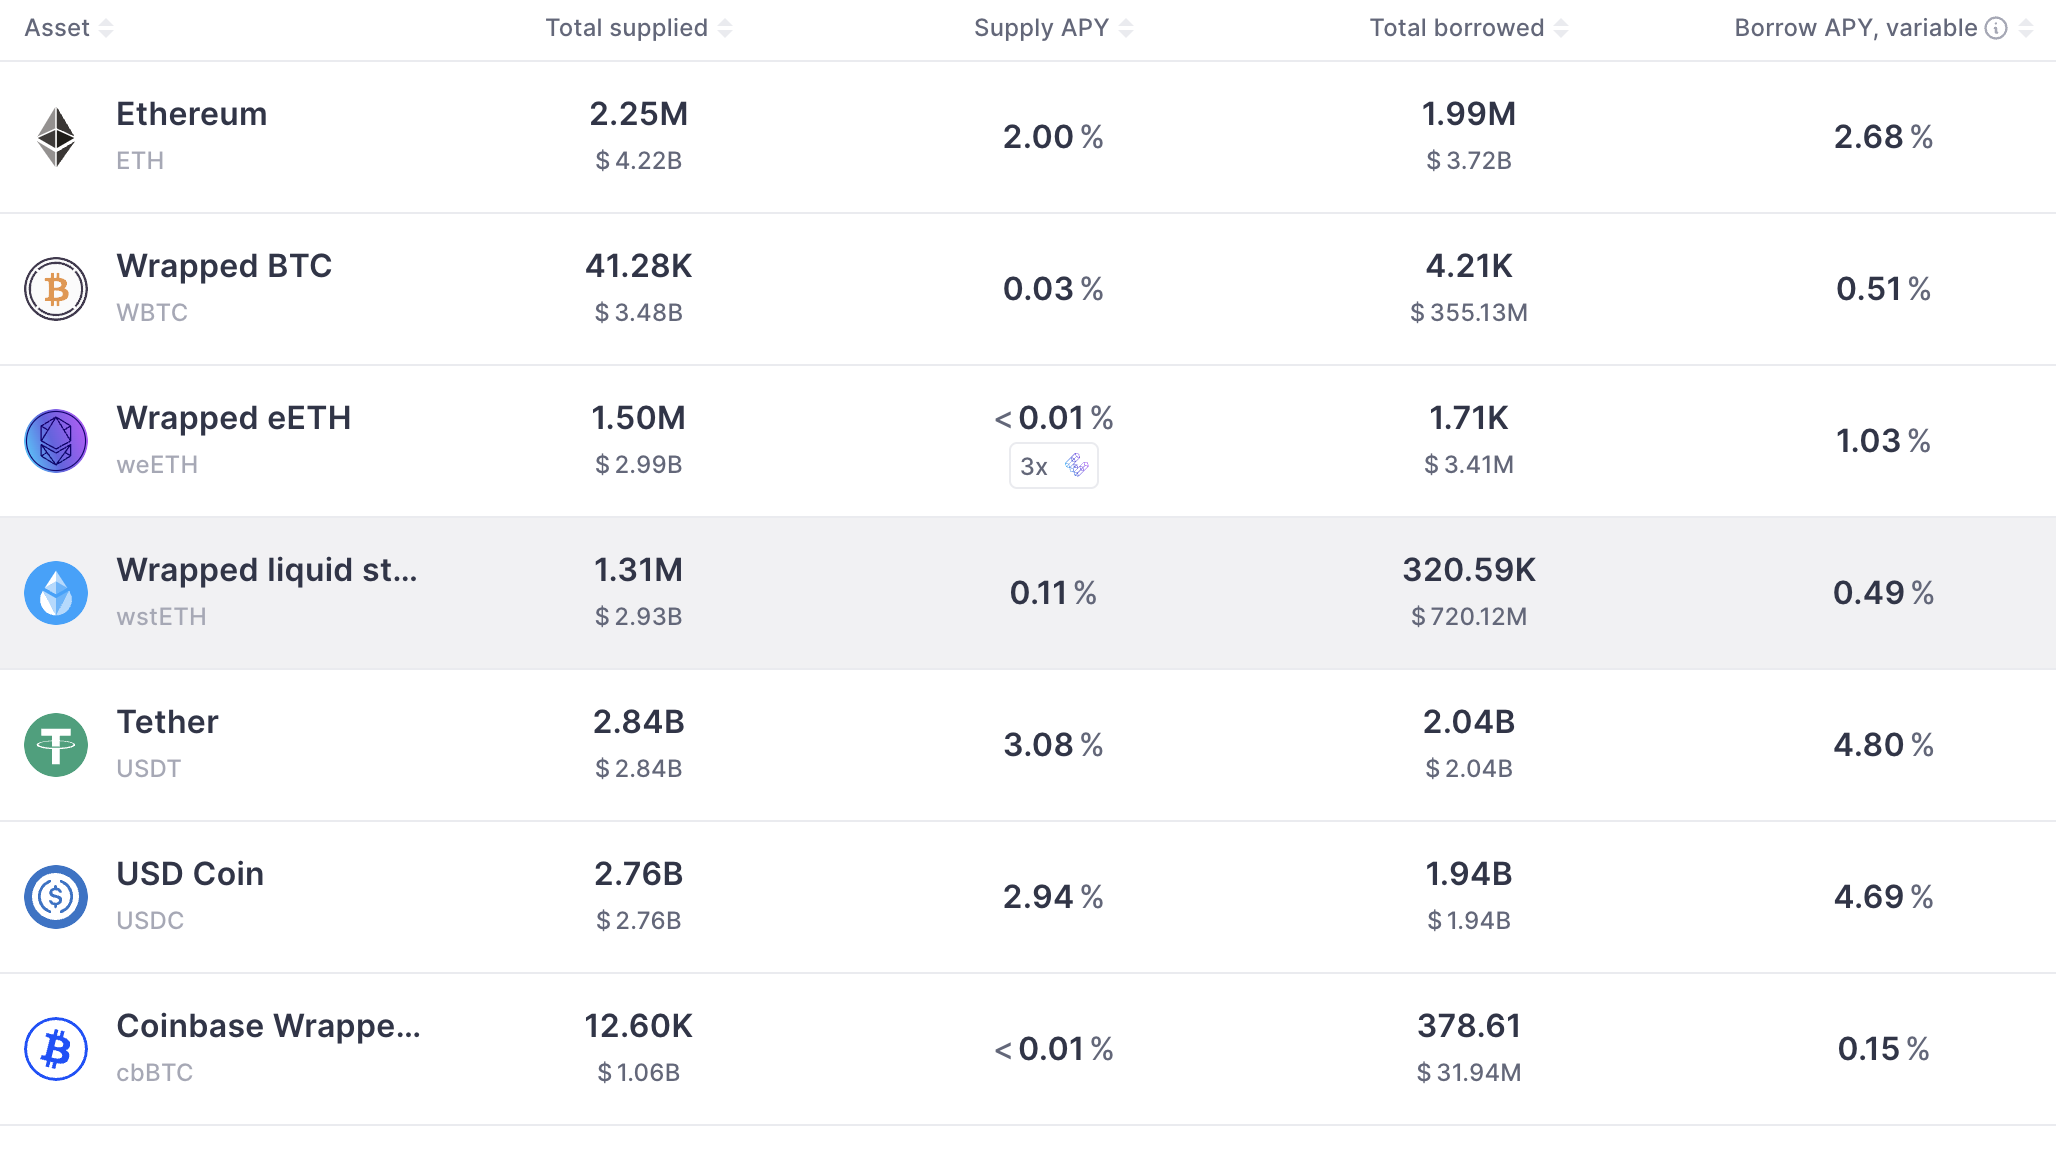 Asset Total supplied Supply APY Total borrowed Borrow APY, variable
Ethereum 2.25M 1.99M
2.00 % 2.68 %
ETH $ 4.22B $ 3.72B
Wrapped BTC 41.28K 4.21K
0.03 % 0.51 %
WBTC $ 3.48B $ 355.13M
Wrapped eETH 1.50M < 0.01 % 1.71K
1.03 %
weETH $ 2.99B 3x $ 3.41M
Wrapped liquid st... 1.31M 320.59K
0.11 % 0.49 %
wstETH $ 2.93B $ 720.12M
Tether 2.84B 2.04B
3.08 % 4.80 %
USDT $ 2.84B $ 2.04B
USD Coin 2.76B 1.94B
2.94 % 4.69 %
USDC $ 2.76B $ 1.94B
Coinbase Wrappe... 12.60K 378.61
< 0.01 % 0.15 %
cbBTC $ 1.06B $ 31.94M